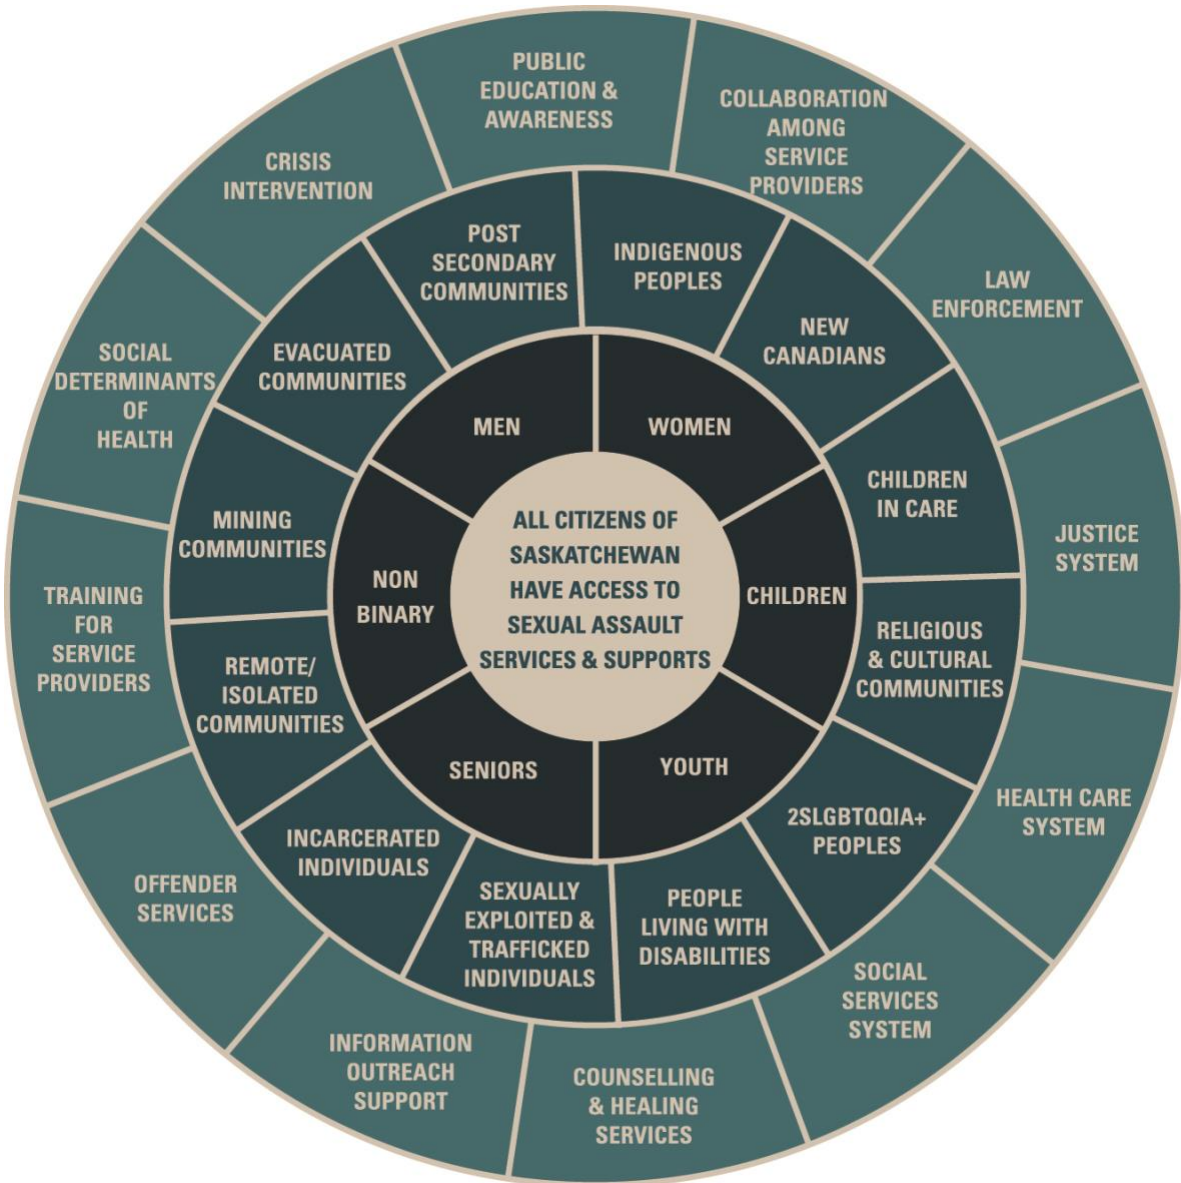 PUBLIC
EDUCATION &
AWARENESS
COLLABORATION
AMONG
SERVICE
PROVIDERS
LAW
ENFORCEMENT
JUSTICE
SYSTEM
HEALTH CARE
SYSTEM
SOCIAL
SERVICES
SYSTEM
COUNSELLING
& HEALING
SERVICES
INFORMATION
OUTREACH
SUPPORT
OFFENDER
SERVICES
TRAINING
FOR
SERVICE
PROVIDERS
SOCIAL
DETERMINANTS
OF
HEALTH
CRISIS
INTERVENTION
POST
SECONDARY
COMMUNITIES
INDIGENOUS
PEOPLES
NEW
CANADIANS
CHILDREN
IN CARE
RELIGIOUS
& CULTURAL
COMMUNITIES
2SLGBTQQIA+
PEOPLES
PEOPLE
LIVING WITH
DISABILITIES
SEXUALLY
EXPLOITED &
TRAFFICKED
INDIVIDUALS
INCARCERATED
INDIVIDUALS
REMOTE/
ISOLATED
COMMUNITIES
MINING
COMMUNITIES
EVACUATED
COMMUNITIES
MEN
WOMEN
CHILDREN
YOUTH
SENIORS
NON
BINARY
ALL CITIZENS OF
SASKATCHEWAN
HAVE ACCESS TO
SEXUAL ASSAULT
SERVICES & SUPPORTS